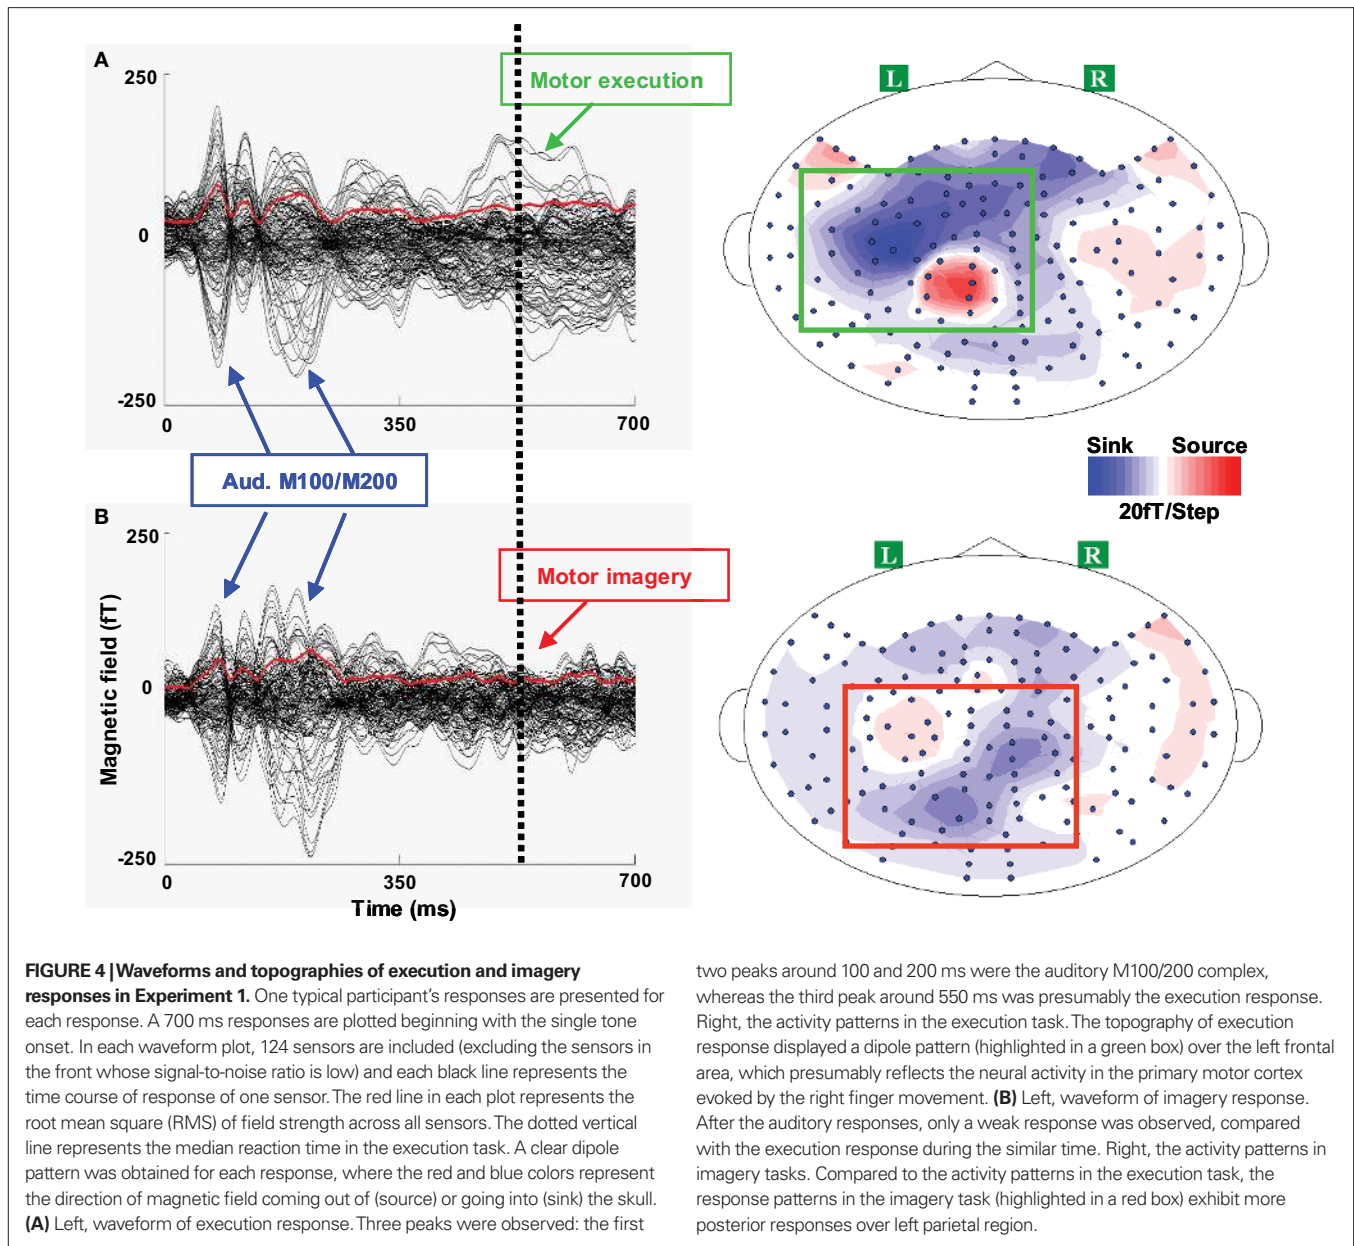 A
250
0
-250
0
350
700
Motor execution
L
R
Aud. M100/M200
Sink
Source
20fT/Step
B
250
0
-250
0
350
700
Magnetic field (fT)
Time (ms)
Motor imagery
L
R
FIGURE 4 | Waveforms and topographies of execution and imagery
responses in Experiment 1. One typical participant's responses are presented for
each response. A 700 ms responses are plotted beginning with the single tone
onset. In each waveform plot, 124 sensors are included (excluding the sensors in
the front whose signal-to-noise ratio is low) and each black line represents the
time course of response of one sensor. The red line in each plot represents the
root mean square (RMS) of field strength across all sensors. The dotted vertical
line represents the median reaction time in the execution task. A clear dipole
pattern was obtained for each response, where the red and blue colors represent
the direction of magnetic field coming out of (source) or going into (sink) the skull.
(A) Left, waveform of execution response. Three peaks were observed: the first
two peaks around 100 and 200 ms were the auditory M100/200 complex,
whereas the third peak around 550 ms was presumably the execution response.
Right, the activity patterns in the execution task. The topography of execution
response displayed a dipole pattern (highlighted in a green box) over the left frontal
area, which presumably reflects the neural activity in the primary motor cortex
evoked by the right finger movement. (B) Left, waveform of imagery response.
After the auditory responses, only a weak response was observed, compared
with the execution response during the similar time. Right, the activity patterns in
imagery tasks. Compared to the activity patterns in the execution task, the
response patterns in the imagery task (highlighted in a red box) exhibit more
posterior responses over left parietal region.